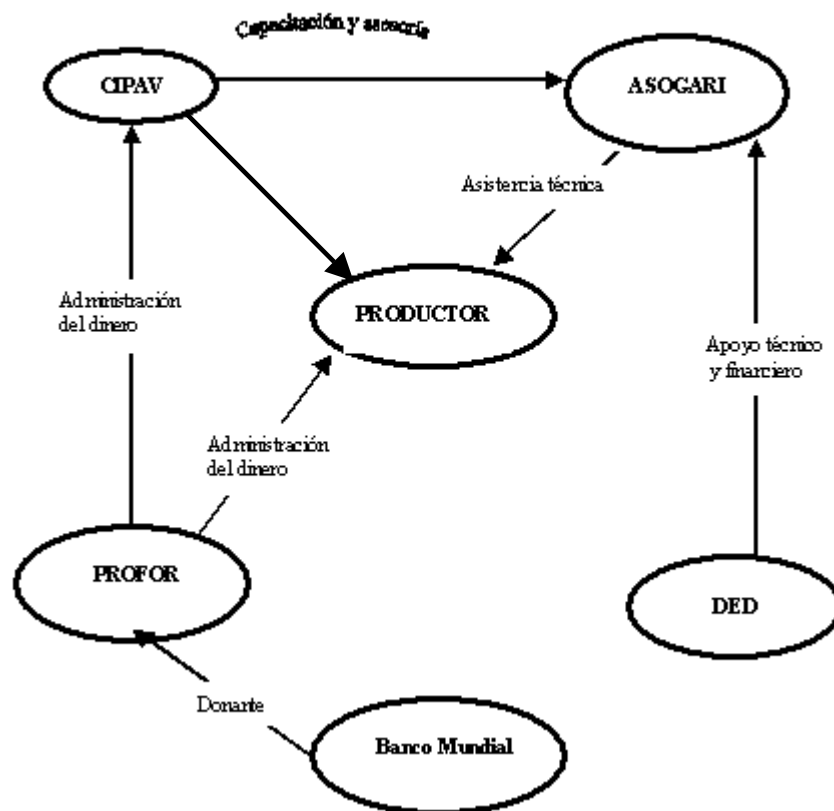 Capacitación y asesoría
CIPAV
ASOGARI
Asistencia técnica
PRODUCTOR
Administración
del dinero
Apoyo técnico
y financiero
Administración
del dinero
PROFOR
DED
Donante
Banco Mundial